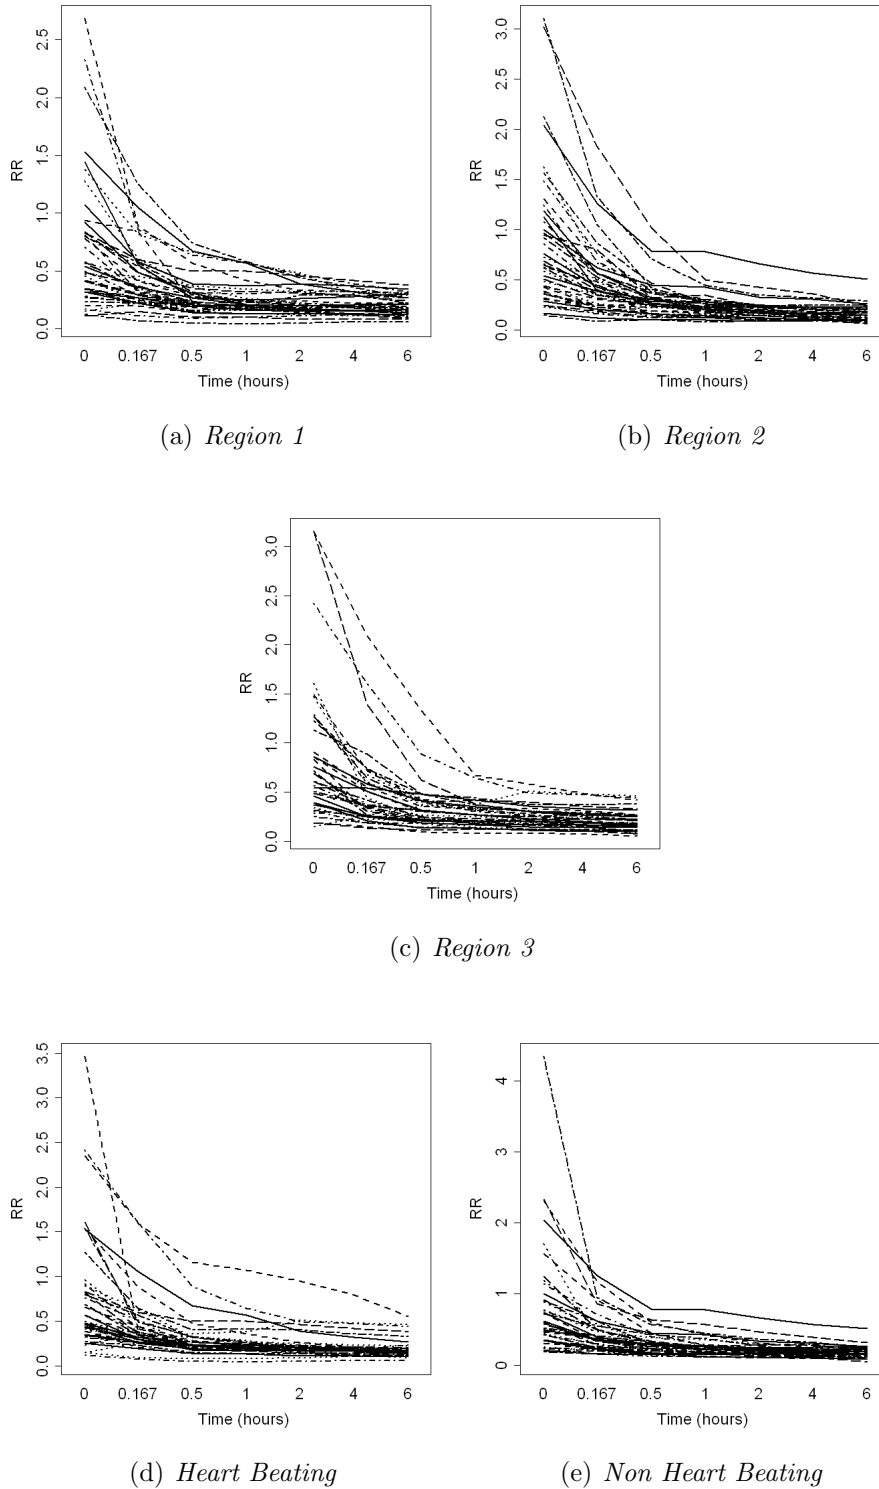 RR
2.5
2.0
1.5
1.0
0.5
0.0
0 0.167 0.5 1 2 4 6
Time (hours)
(a) Region 1
RR
3.0
2.5
2.0
1.5
1.0
0.5
0.0
0 0.167 0.5 1 2 4 6
Time (hours)
(b) Region 2
RR
3.0
2.5
2.0
1.5
1.0
0.5
0.0
0 0.167 0.5 1 2 4 6
Time (hours)
(c) Region 3
RR
3.5
3.0
2.5
2.0
1.5
1.0
0.5
0.0
0 0.167 0.5 1 2 4 6
Time (hours)
(d) Heart Beating
RR
4
3
2
1
0
0 0.167 0.5 1 2 4 6
Time (hours)
(e) Non Heart Beating